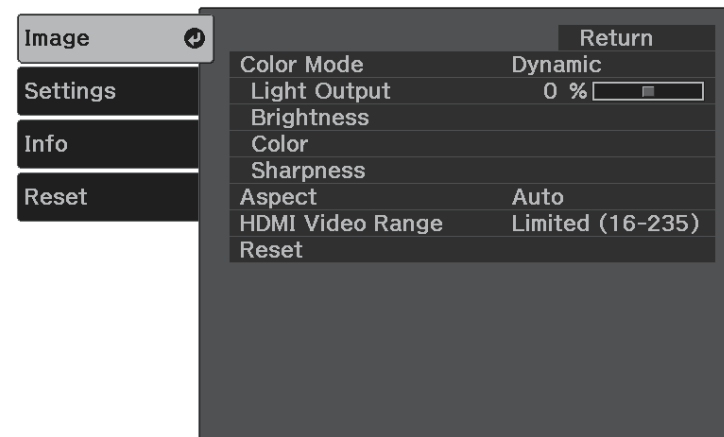 Image
Settings
Info
Reset
Return
Color Mode Dynamic
Light Output 0 %
Brightness
Color
Sharpness
Aspect Auto
HDMI Video Range Limited (16-235)
Reset